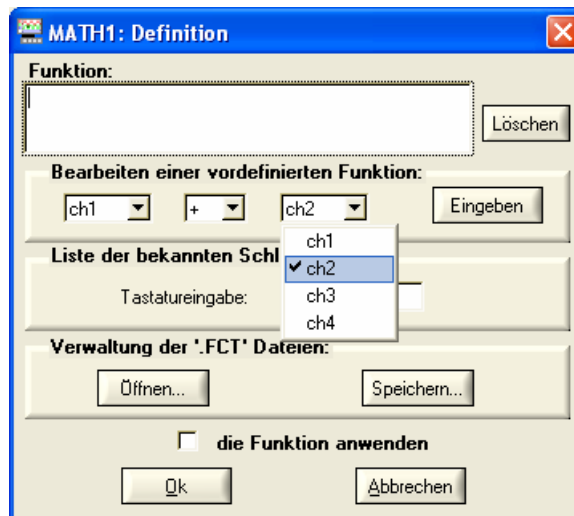 MATH1: Definition
Funktion:
Löschen
Bearbeiten einer vordefinierten Funktion:
ch1 + ch2 Eingeben
ch1
Liste der bekannten Schl
ch2
Tastatureingabe:
ch3
ch4
Verwaltung der '.FCT' Dateien:
Öffnen... Speichern...
die Funktion anwenden
Ok Abbrechen